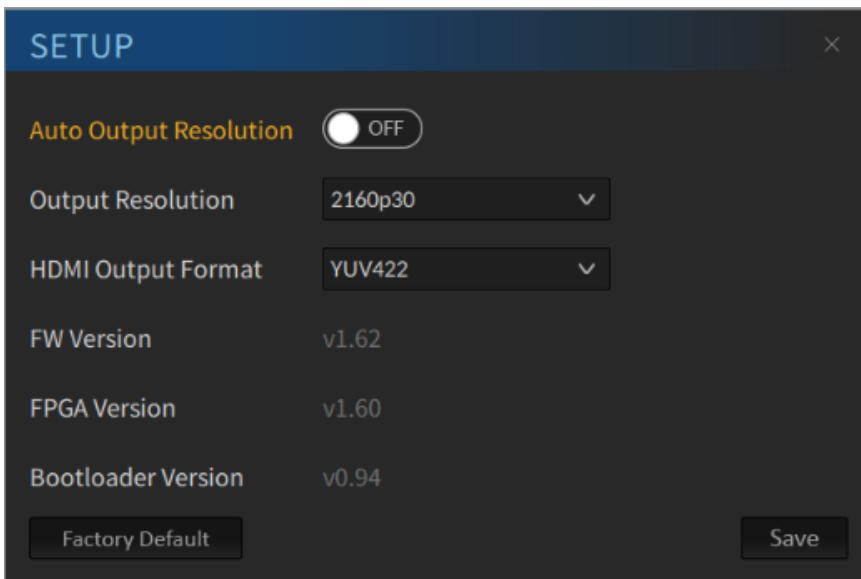 SETUP
Auto Output Resolution OFF
Output Resolution 2160p30
HDMI Output Format YUV422
FW Version v1.62
FPGA Version v1.60
Bootloader Version v0.94
Factory Default Save